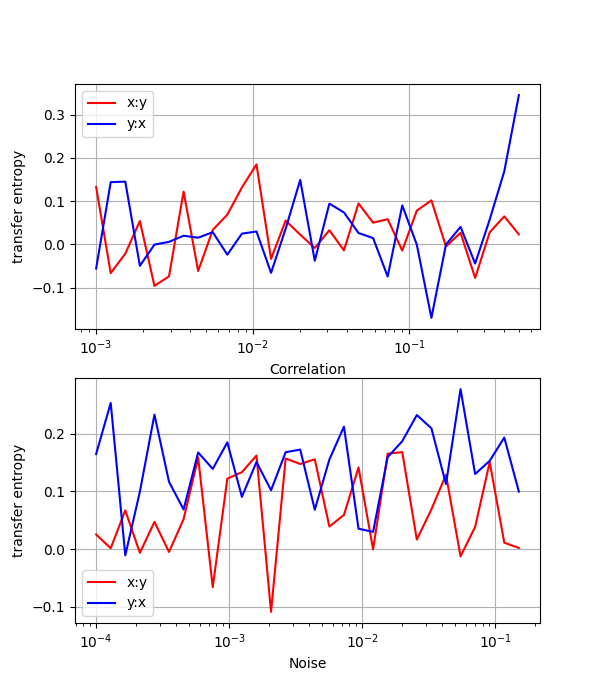 transfer entropy
0.3
0.2
0.1
0.0
−0.1
x:y
y:x
10⁻³
10⁻²
10⁻¹
Correlation
transfer entropy
0.2
0.1
0.0
−0.1
x:y
y:x
10⁻⁴
10⁻³
10⁻²
10⁻¹
Noise